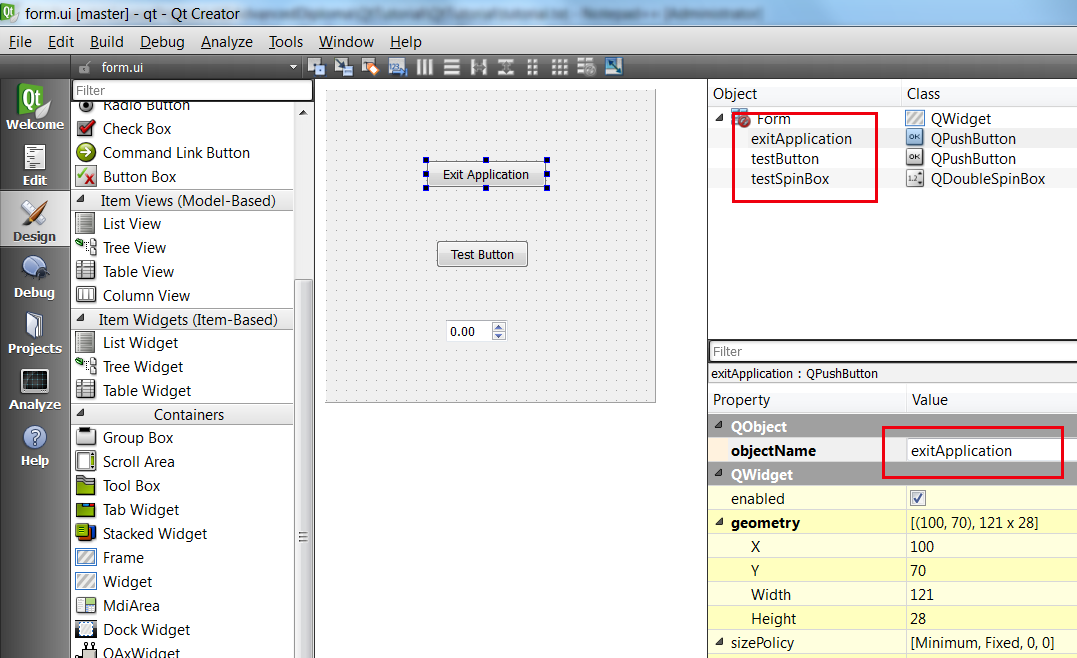 form.ui [master] - qt - Qt Creator
File Edit Build Debug Analyze Tools Window Help
form.ui
Welcome
Edit
Design
Debug
Projects
Analyze
Help
Filter
Radio Button
Check Box
Command Link Button
Button Box
Item Views (Model-Based)
List View
Tree View
Table View
Column View
Item Widgets (Item-Based)
List Widget
Tree Widget
Table Widget
Containers
Group Box
Scroll Area
Tool Box
Tab Widget
Stacked Widget
Frame
Widget
MdiArea
Dock Widget
QAxWidget
Exit Application
Test Button
0.00
Object Class
Form QWidget
exitApplication OK QPushButton
testButton OK QPushButton
testSpinBox 1.2 QDoubleSpinBox
Filter
exitApplication : QPushButton
Property Value
QObject
objectName exitApplication
QWidget
enabled
geometry [(100, 70), 121 x 28]
X 100
Y 70
Width 121
Height 28
sizePolicy [Minimum, Fixed, 0, 0]